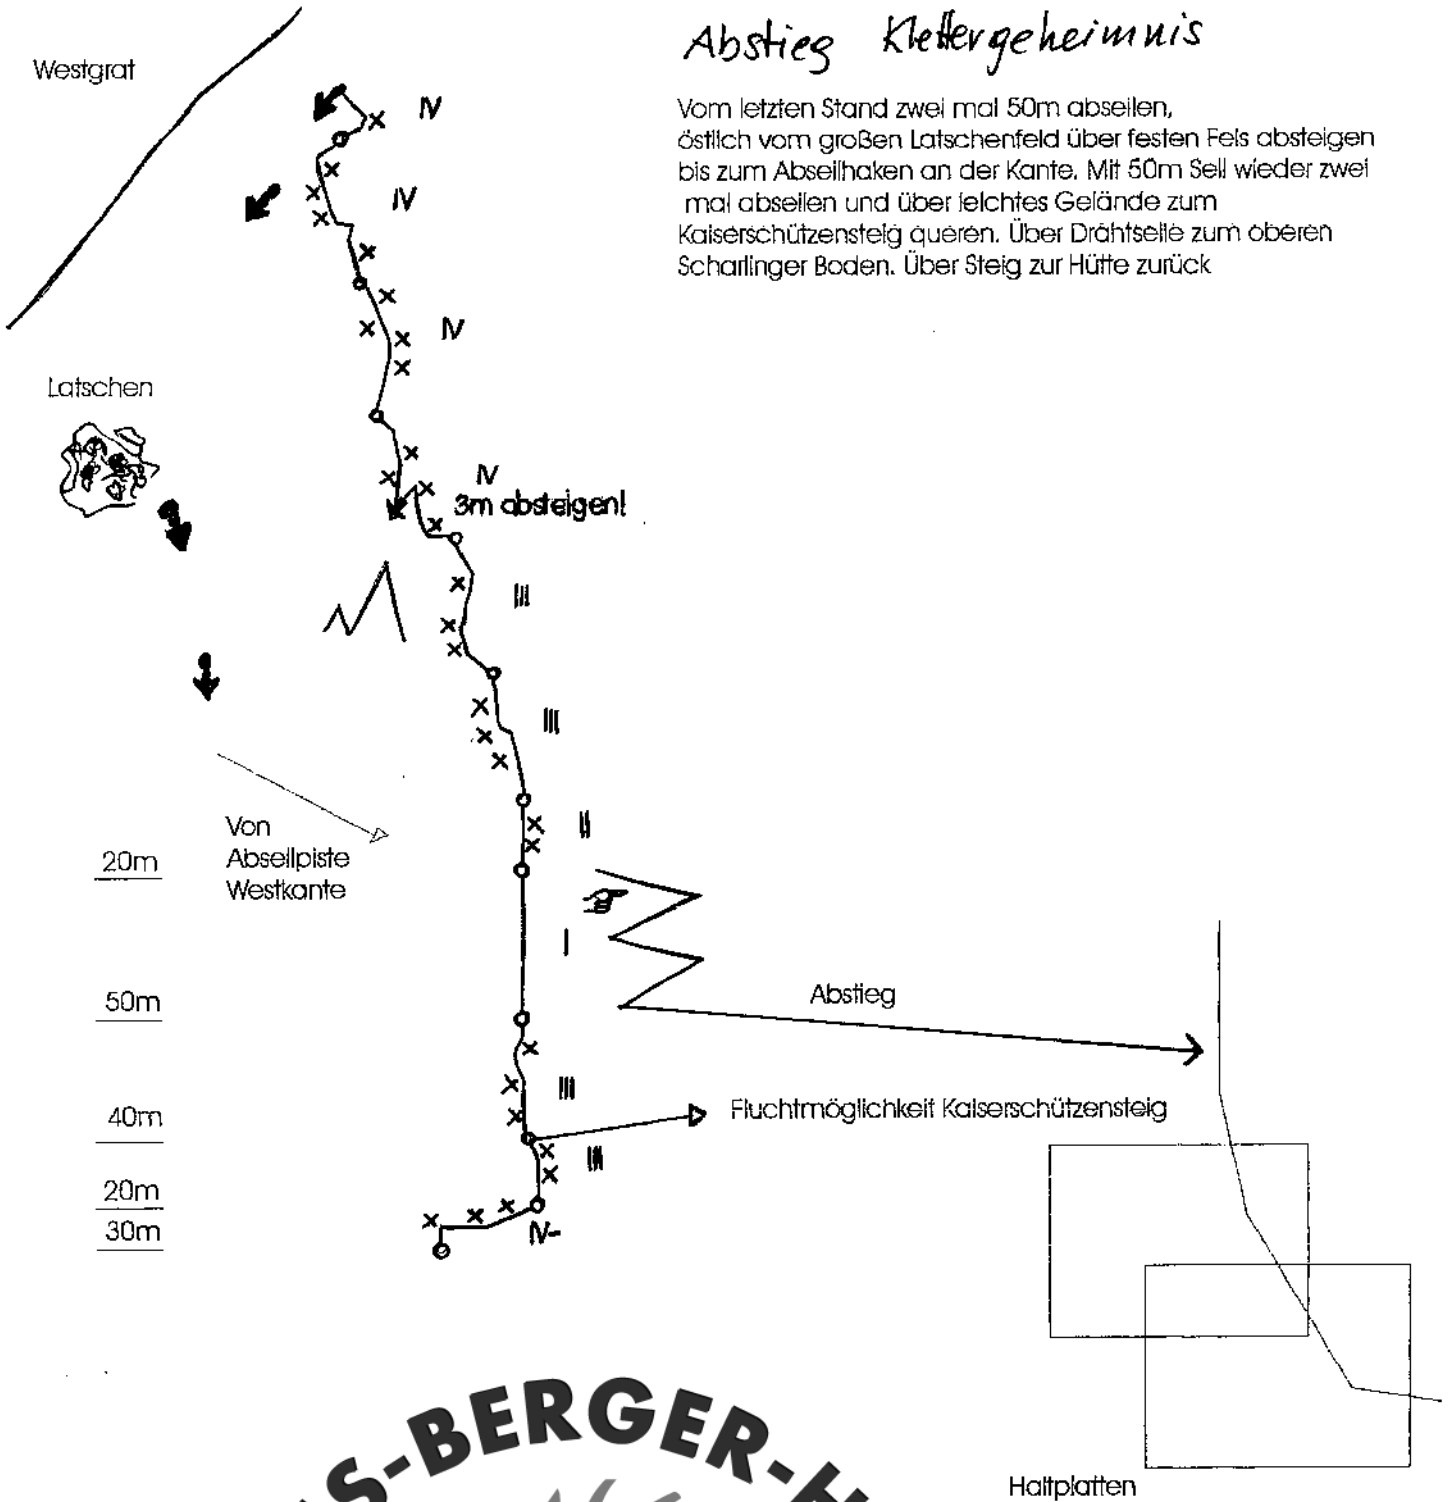 Abstieg Klettergeheimnis
Westgrat
Vom letzten Stand zwei mal 50m abseilen,
östlich vom großen Latschenfeld über festen Fels absteigen
bis zum Abseilhaken an der Kante. Mit 50m Seil wieder zwei
mal abseilen und über leichtes Gelände zum
Kaiserschützensteig queren. Über Drahtseile zum oberen
Scharlinger Boden. Über Steig zur Hütte zurück
IV
IV
IV
Latschen
IV
3m absteigen!
III
III
II
Von
Abseilpiste
Westkante
20m
I
50m
Abstieg
III
40m
Fluchtmöglichkeit Kaiserschützensteig
III
20m
30m
IV-
S-BERGER-H
Haltplatten